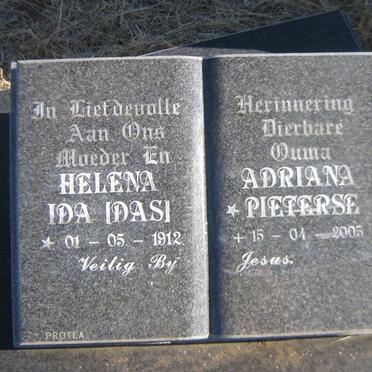 In Liefdevolle
Aan Ons
Moeder En
HELENA
IDA [DAS]
* 01 - 05 - 1912
Veilig By
PROTEA
Herinnering
Dierbare
Ouma
ADRIANA
* PIETERSE
+ 15 - 04 - 2005
Jesus.